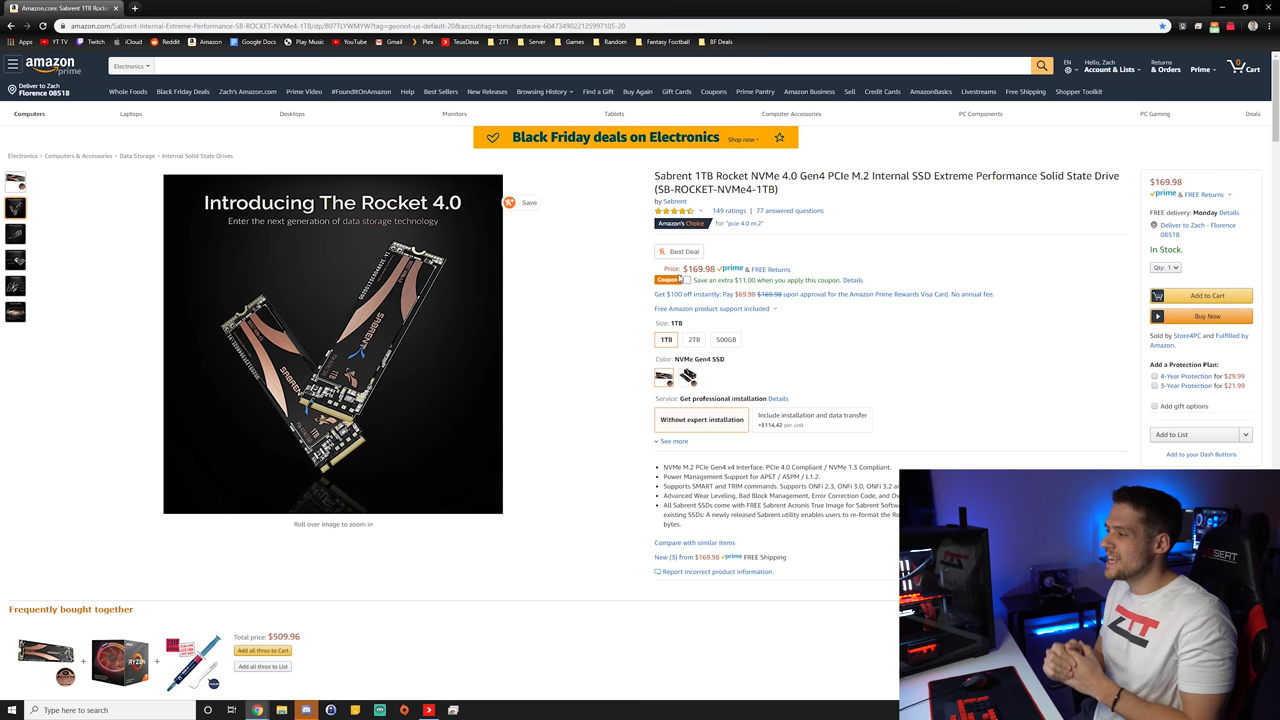 Amazon.com: Sabrent 1TB Rock
amazon.com/Sabrent-Internal-Extreme-Performance-SB-ROCKET-NVMe4-1TB/dp/B07TLYWMYW?tag=georiot-us-default-20&ascsubtag=tomshardware-6047349022125997105-20
Apps YT TV Twitch iCloud Reddit Amazon Google Docs Play Music YouTube Gmail Plex TeuxDeux ZTT Server Games Random Fantasy Football BF Deals
amazon prime
Electronics
EN
Hello, Zach
Account & Lists
Returns
& Orders
Prime
0
Cart
Deliver to Zach
Florence 08518
Whole Foods Black Friday Deals Zach's Amazon.com Prime Video #FoundItOnAmazon Help Best Sellers New Releases Browsing History Find a Gift Buy Again Gift Cards Coupons Prime Pantry Amazon Business Sell Credit Cards AmazonBasics Livestreams Free Shipping Shopper Toolkit
Computers Laptops Desktops Monitors Tablets Computer Accessories PC Components PC Gaming Deals
Black Friday deals on Electronics Shop now ›
Electronics › Computers & Accessories › Data Storage › Internal Solid State Drives
Introducing The Rocket 4.0
Enter the next generation of data storage technology
SABRENT
SABRENT
Save
Roll over image to zoom in
Sabrent 1TB Rocket NVMe 4.0 Gen4 PCIe M.2 Internal SSD Extreme Performance Solid State Drive
(SB-ROCKET-NVMe4-1TB)
by Sabrent
149 ratings | 77 answered questions
Amazon's Choice for "pcie 4.0 m.2"
Best Deal
Price: $169.98 prime & FREE Returns
Coupon Save an extra $11.00 when you apply this coupon. Details
Get $100 off instantly: Pay $69.98 $169.98 upon approval for the Amazon Prime Rewards Visa Card. No annual fee.
Free Amazon product support included
Size: 1TB
1TB 2TB 500GB
Color: NVMe Gen4 SSD
Service: Get professional installation Details
Without expert installation
Include installation and data transfer
+$114.42 per unit
See more
• NVMe M.2 PCIe Gen4 x4 Interface. PCIe 4.0 Compliant / NVMe 1.3 Compliant.
• Power Management Support for APST / ASPM / L1.2.
• Supports SMART and TRIM commands. Supports ONFi 2.3, ONFi 3.0, ONFi 3.2 a
• Advanced Wear Leveling, Bad Block Management, Error Correction Code, and Ov
• All Sabrent SSDs come with FREE Sabrent Acronis True Image for Sabrent Softw
existing SSDs: A newly released Sabrent utility enables users to re-format the Ro
bytes.
Compare with similar items
New (3) from $169.98 prime FREE Shipping
Report incorrect product information.
$169.98
prime & FREE Returns
FREE delivery: Monday Details
Deliver to Zach - Florence
08518
In Stock.
Qty: 1
Add to Cart
Buy Now
Sold by Store4PC and Fulfilled by
Amazon.
Add a Protection Plan:
4-Year Protection for $29.99
3-Year Protection for $21.99
Add gift options
Add to List
Add to your Dash Buttons
Frequently bought together
RYZEN
+
+
Total price: $509.96
Add all three to Cart
Add all three to List
ZTT
Type here to search